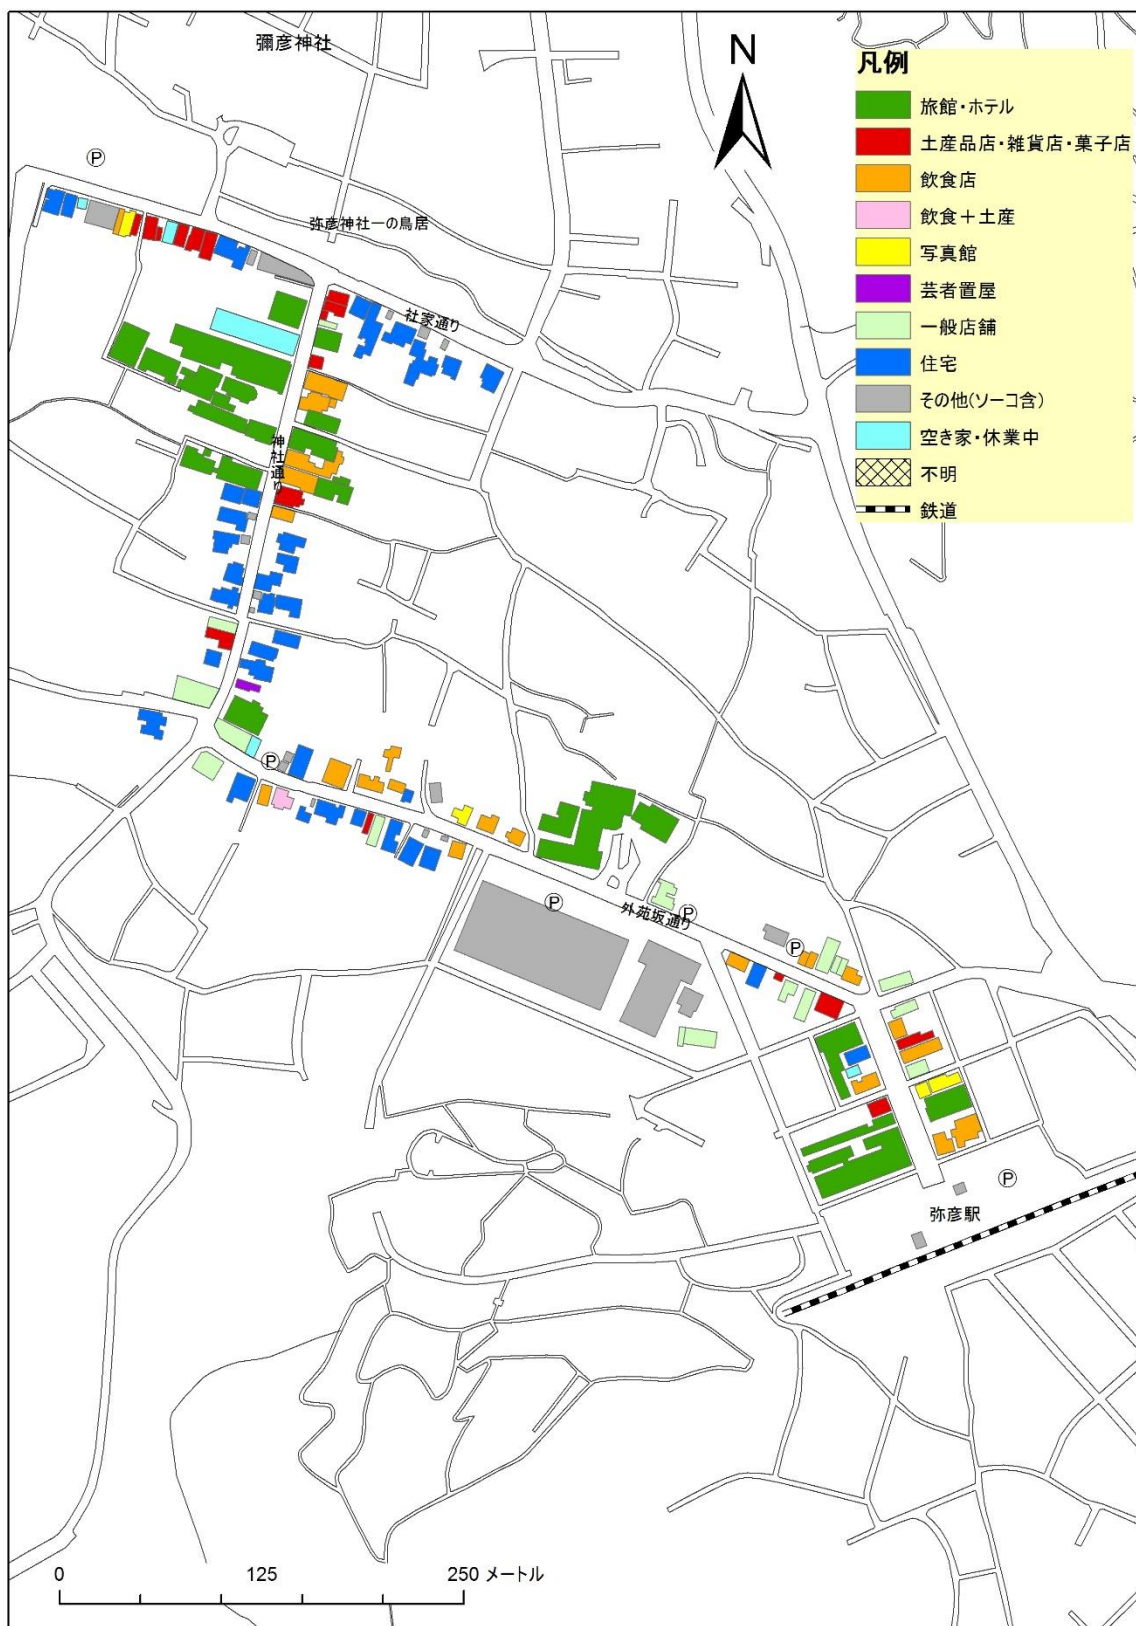 彌彦神社
N
凡例
旅館・ホテル
土産品店・雑貨店・菓子店
飲食店
飲食＋土産
写真館
芸者置屋
一般店舗
住宅
その他(ソーコ含)
空き家・休業中
不明
鉄道
P
弥彦神社一の鳥居
社家通り
神社通り
P
P
外苑坂通り
P
P
P
弥彦駅
0 125 250 メートル